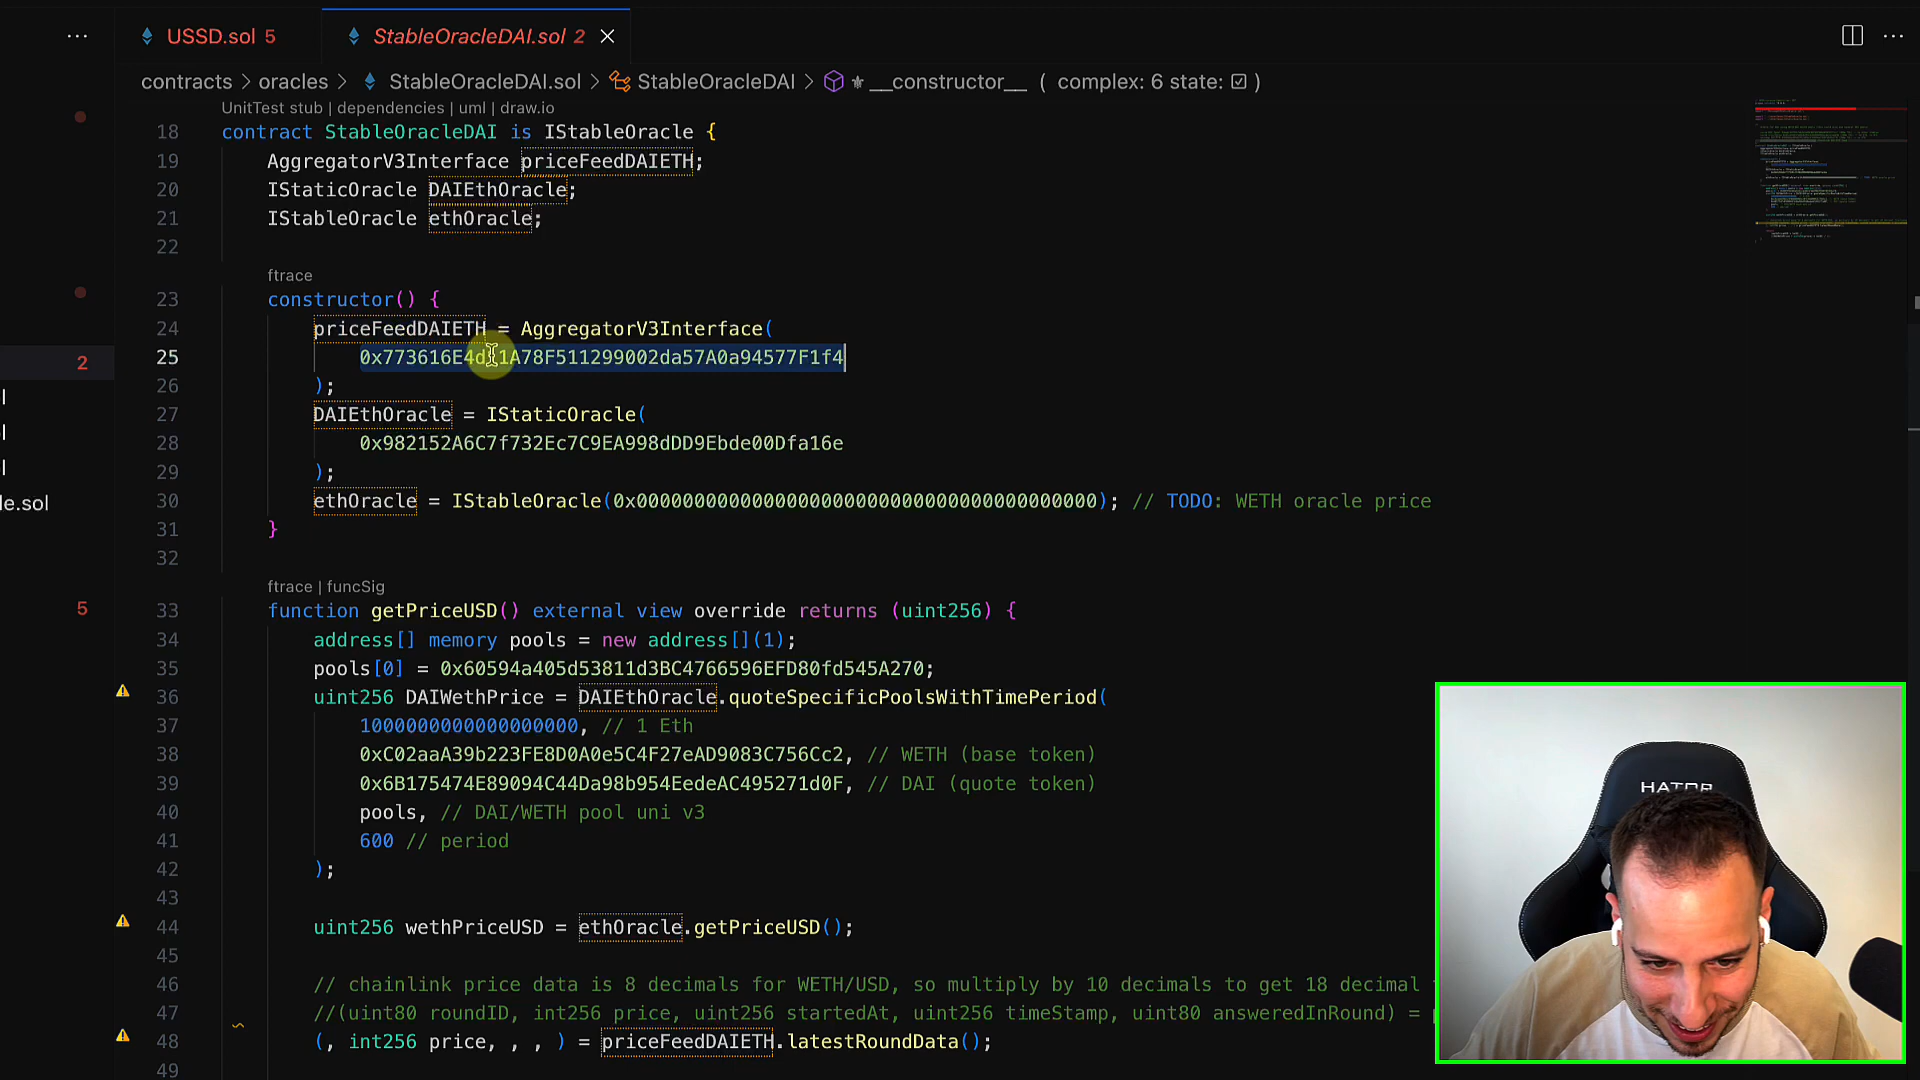 USSD.sol 5
StableOracleDAI.sol 2
contracts > oracles > StableOracleDAI.sol > StableOracleDAI > __constructor__ ( complex: 6 state: )
UnitTest stub | dependencies | uml | draw.io
18 contract StableOracleDAI is IStableOracle {
19 AggregatorV3Interface priceFeedDAIETH;
20 IStaticOracle DAIEthOracle;
21 IStableOracle ethOracle;
22
ftrace
23 constructor() {
24 priceFeedDAIETH = AggregatorV3Interface(
2
25 0x773616E4d11A78F511299002da57A0a94577F1f4
26 );
27 DAIEthOracle = IStaticOracle(
28 0x982152A6C7f732Ec7C9EA998dDD9Ebde00Dfa16e
29 );
le.sol
30 ethOracle = IStableOracle(0x0000000000000000000000000000000000000000); // TODO: WETH oracle price
31 }
32
ftrace | funcSig
5
33 function getPriceUSD() external view override returns (uint256) {
34 address[] memory pools = new address[](1);
35 pools[0] = 0x60594a405d53811d3BC4766596EFD80fd545A270;
36 uint256 DAIWethPrice = DAIEthOracle.quoteSpecificPoolsWithTimePeriod(
37 1000000000000000000, // 1 Eth
38 0xC02aaA39b223FE8D0A0e5C4F27eAD9083C756Cc2, // WETH (base token)
39 0x6B175474E89094C44Da98b954EedeAC495271d0F, // DAI (quote token)
40 pools, // DAI/WETH pool uni v3
41 600 // period
42 );
43
44 uint256 wethPriceUSD = ethOracle.getPriceUSD();
45
46 // chainlink price data is 8 decimals for WETH/USD, so multiply by 10 decimals to get 18 decimal
47 //(uint80 roundID, int256 price, uint256 startedAt, uint256 timeStamp, uint80 answeredInRound) =
48 (, int256 price, , , ) = priceFeedDAIETH.latestRoundData();
49
HATOR